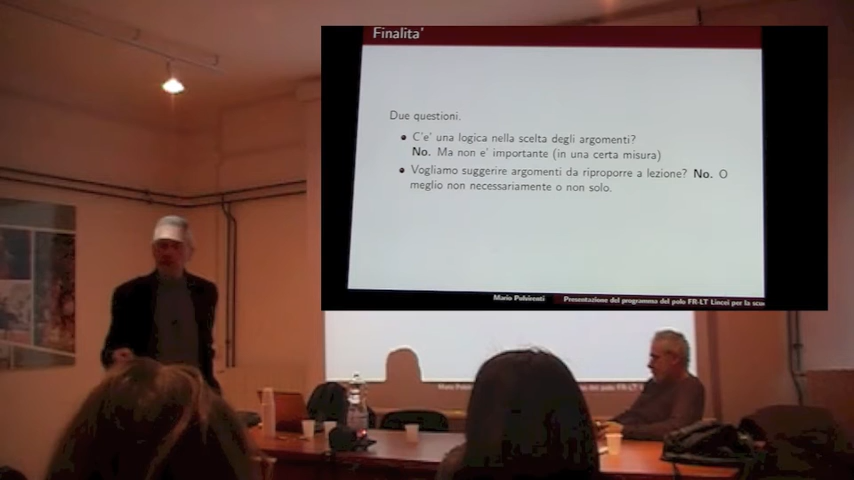 Finalita'
Due questioni.
C'e' una logica nella scelta degli argomenti?
No. Ma non e' importante (in una certa misura)
Vogliamo suggerire argomenti da riproporre a lezione? No. O
meglio non necessariamente o non solo.
Mario Pulvirenti Presentazione del programma del polo FR-LT Lincei per la scu